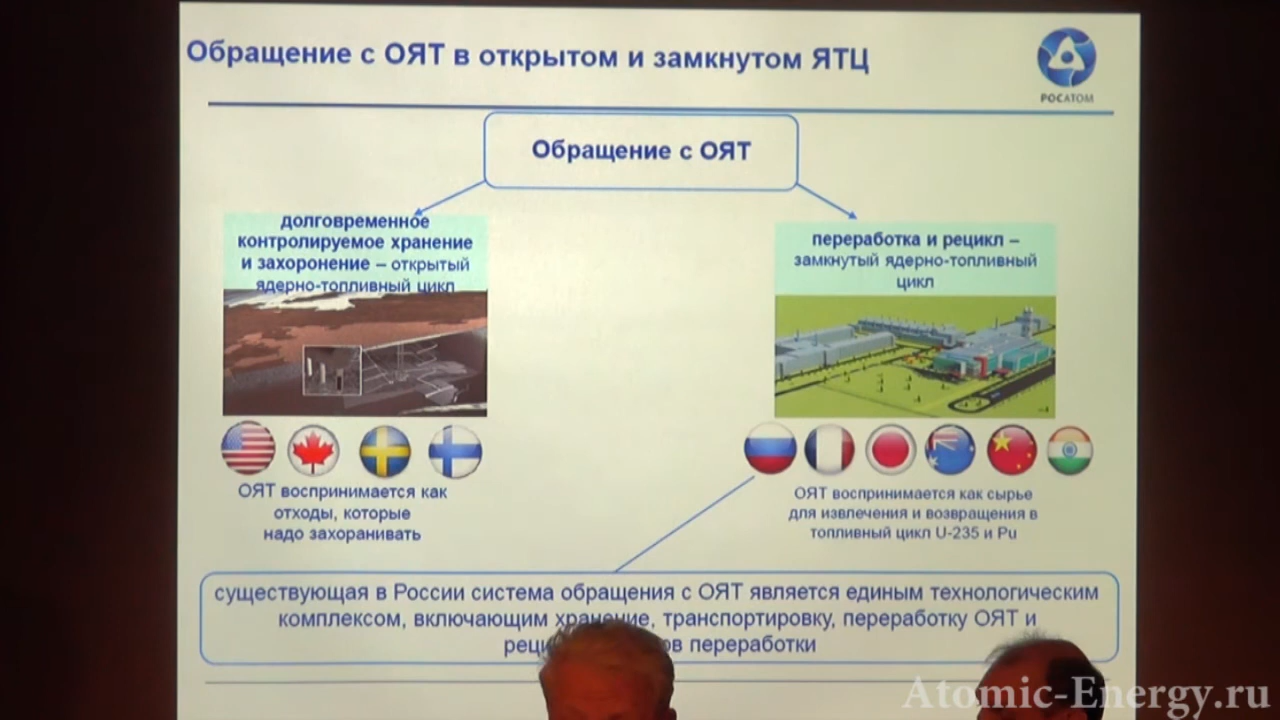 Обращение с ОЯТ в открытом и замкнутом ЯТЦ
РОСАТОМ
Обращение с ОЯТ
долговременное
контролируемое хранение
и захоронение – открытый
ядерно-топливный цикл
переработка и рецикл –
замкнутый ядерно-топливный
цикл
ОЯТ воспринимается как
отходы, которые
надо захоранивать
ОЯТ воспринимается как сырье
для извлечения и возвращения в
топливный цикл U-235 и Pu
существующая в России система обращения с ОЯТ является единым технологическим
комплексом, включающим хранение, транспортировку, переработку ОЯТ и
переработки
Atomic-Energy.ru